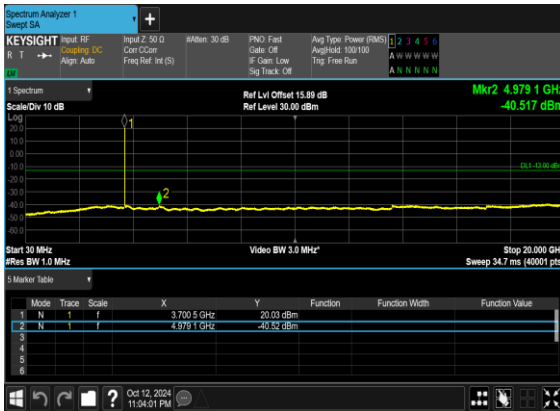 Spectrum Analyzer 1
Swept SA
+
KEYSIGHT Input: RF Input Z: 50 Ω #Atten: 30 dB PNO: Fast Avg Type: Power (RMS) 1 2 3 4 5 6
R T Coupling: DC Corr CCorr Gate: Off Avg|Hold: 100/100 A W W W W W
Align: Auto Freq Ref: Int (S) IF Gain: Low Trig: Free Run
Sig Track: Off A N N N N N
1 Spectrum Ref Lvl Offset 15.89 dB Mkr2 4.979 1 GHz
Scale/Div 10 dB Ref Level 30.00 dBm -40.517 dBm
Log
20.0
10.0
0.00
-10.0
DL1 -13.00 dBm
-20.0
-30.0
-40.0
-50.0
-60.0
1
2
Start 30 MHz Video BW 3.0 MHz* Stop 20.000 GHz
#Res BW 1.0 MHz Sweep 34.7 ms (40001 pts)
5 Marker Table
Mode Trace Scale X Y Function Function Width Function Value
1 N 1 f 3.700 5 GHz 20.03 dBm
2 N 1 f 4.979 1 GHz -40.52 dBm
3
4
5
6
? Oct 12, 2024
11:04:01 PM